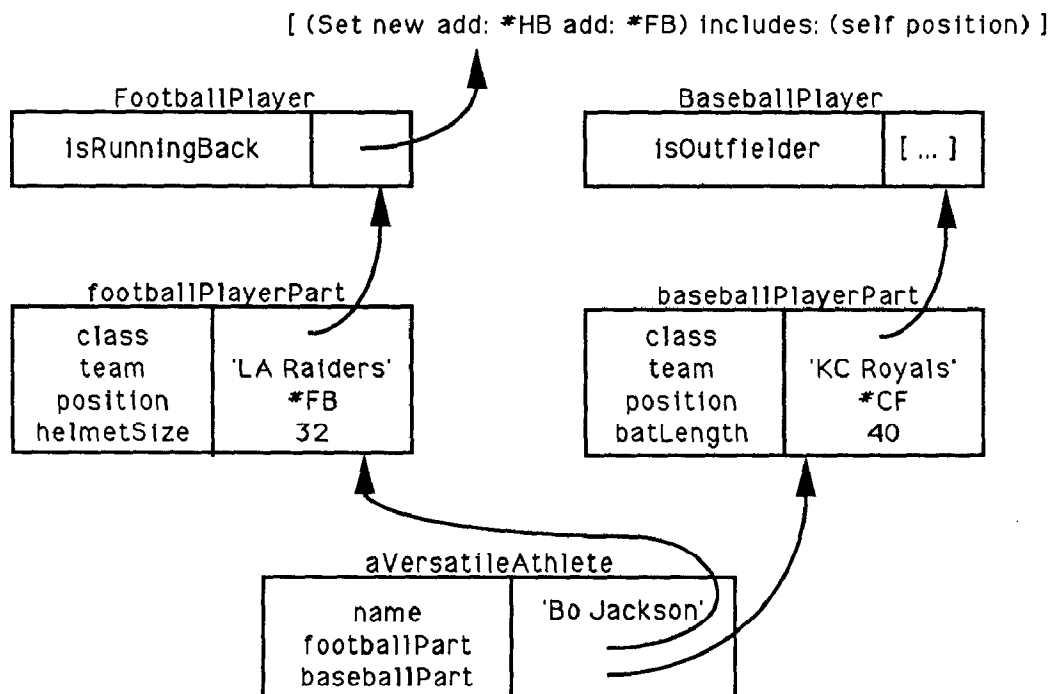 [ (Set new add: #HB add: #FB) includes: (self position) ]
FootballPlayer
isRunningBack
BaseballPlayer
isOutfielder [ ... ]
footballPlayerPart
class
team 'LA Raiders'
position #FB
helmetSize 32
baseballPlayerPart
class
team 'KC Royals'
position #CF
batLength 40
aVersatileAthlete
name 'Bo Jackson'
footballPart
baseballPart